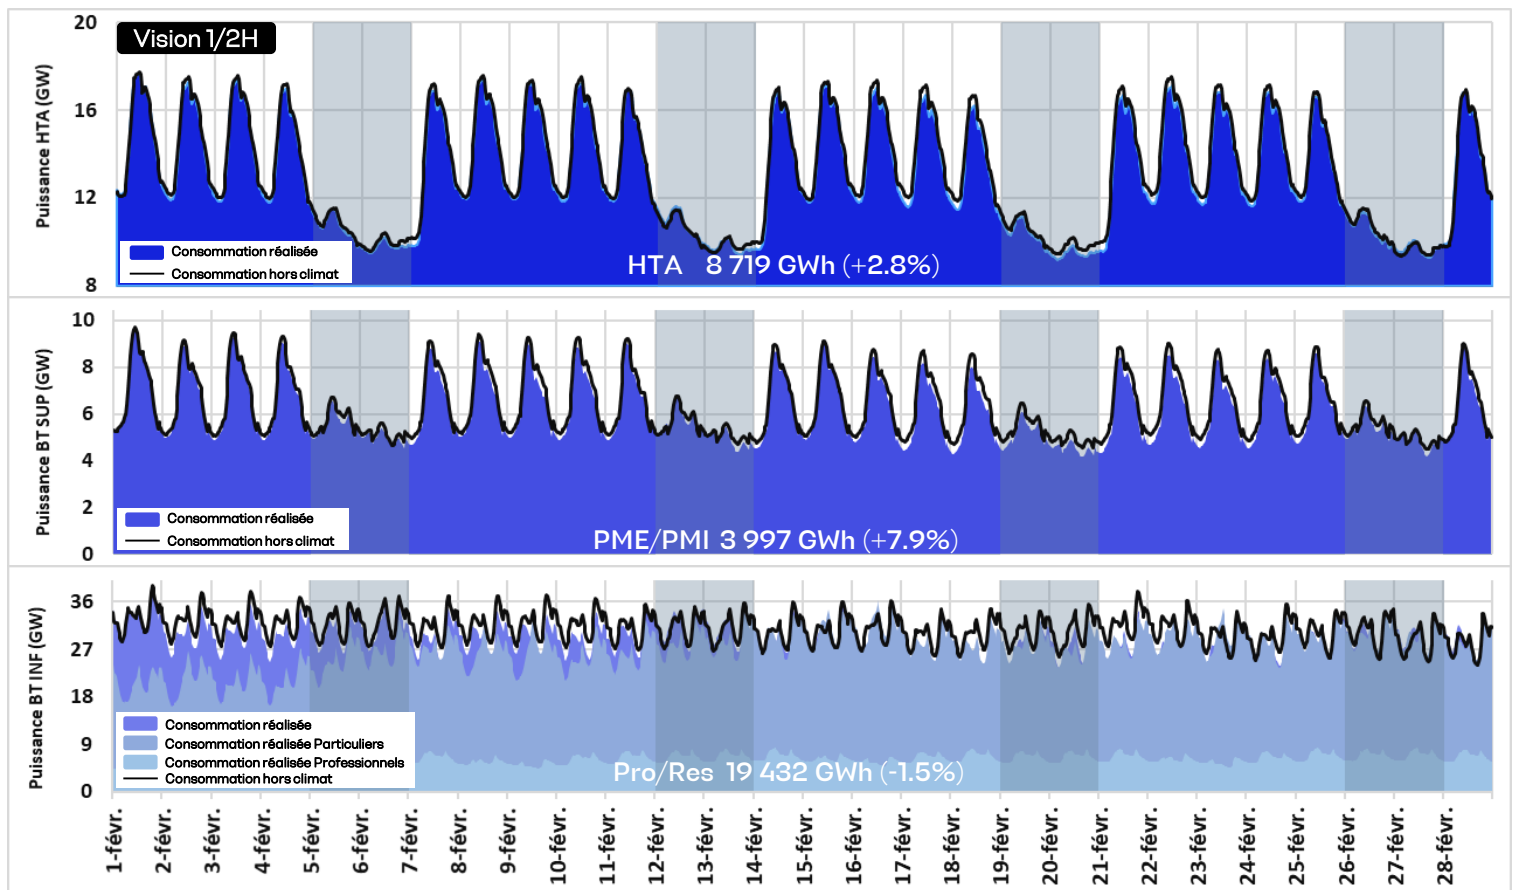 Vision 1/2H
Puissance HTA (GW)
20
16
12
8
Consommation réalisée
Consommation hors climat
HTA 8 719 GWh (+2.8%)
Puissance BT SUP (GW)
10
8
6
4
2
0
Consommation réalisée
Consommation hors climat
PME/PMI 3 997 GWh (+7.9%)
Puissance BT INF (GW)
36
27
18
9
0
Consommation réalisée
Consommation réalisée Particuliers
Consommation réalisée Professionnels
Consommation hors climat
Pro/Res 19 432 GWh (-1.5%)
1-févr.
2-févr.
3-févr.
4-févr.
5-févr.
6-févr.
7-févr.
8-févr.
9-févr.
10-févr.
11-févr.
12-févr.
13-févr.
14-févr.
15-févr.
16-févr.
17-févr.
18-févr.
19-févr.
20-févr.
21-févr.
22-févr.
23-févr.
24-févr.
25-févr.
26-févr.
27-févr.
28-févr.